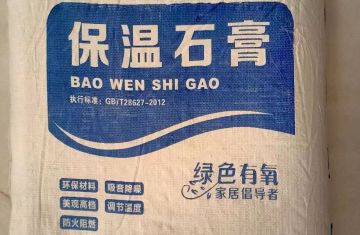 保温石膏
BAO WEN SHI GAO
执行标准：GB/T28627-2012
绿色有氧
家居倡导者
环保材料 吸音降噪
美观高档 调节温度
防火阻燃